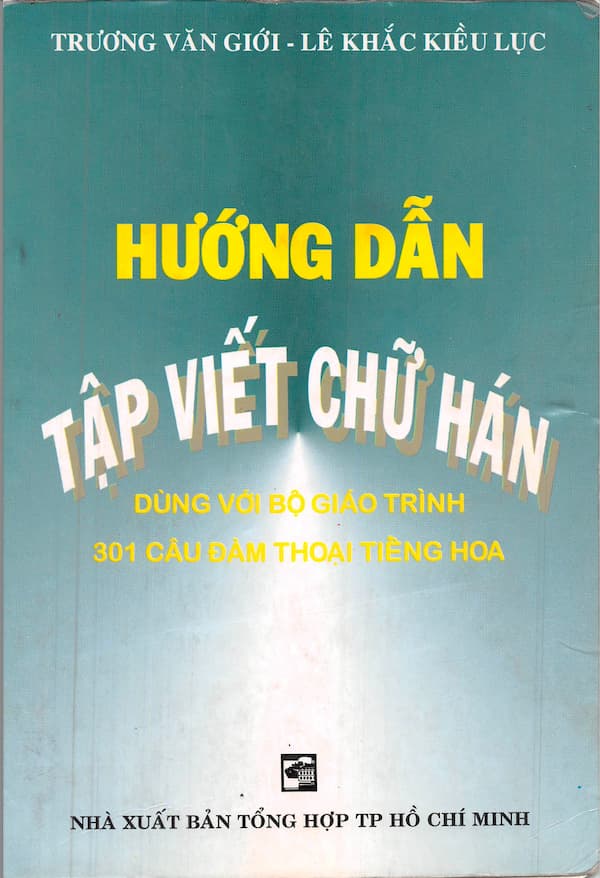 TRƯƠNG VĂN GIỚI - LÊ KHẮC KIỀU LỤC
HƯỚNG DẪN
TẬP VIẾT CHỮ HÁN
DÙNG VỚI BỘ GIÁO TRÌNH
301 CÂU ĐÀM THOẠI TIẾNG HOA
NHÀ XUẤT BẢN TỔNG HỢP TP HỒ CHÍ MINH